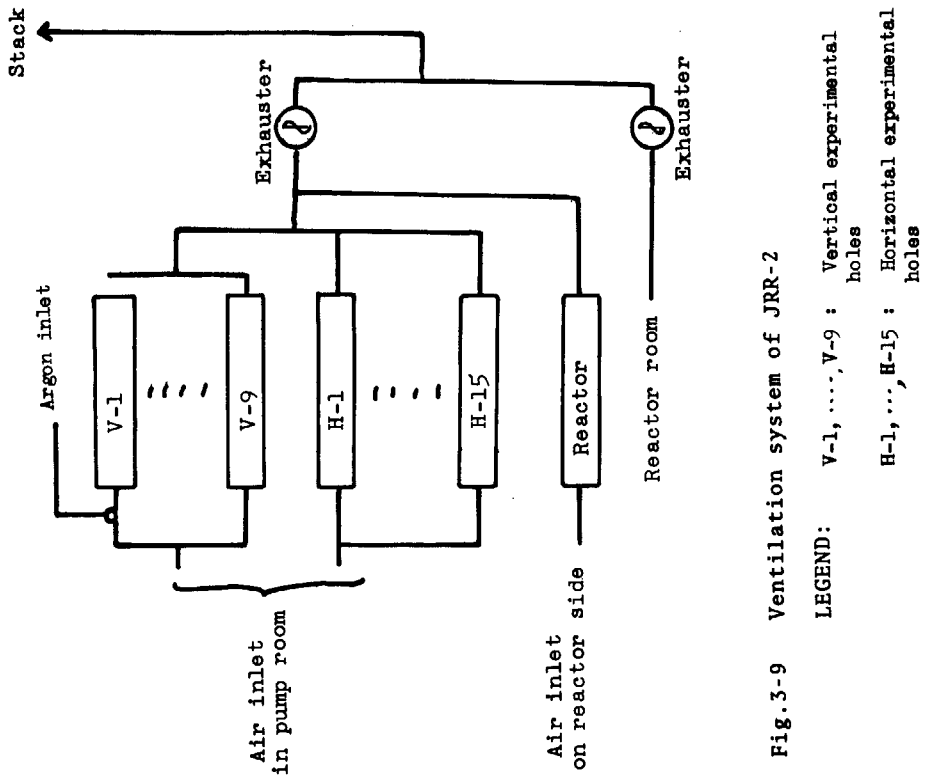 Stack
Exhauster
Exhauster
Argon inlet
V-1
V-9
H-1
H-15
Reactor
Reactor room
Air inlet
in pump room
Air inlet
on reactor side
Fig.3-9 Ventilation system of JRR-2
LEGEND: V-1, ····, V-9 : Vertical experimental
holes
H-1, ···, H-15 : Horizontal experimental
holes